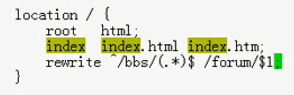 location / {
    root   html;
    index  index.html index.htm;
    rewrite ^/bbs/(.*)$ /forum/$1;
}